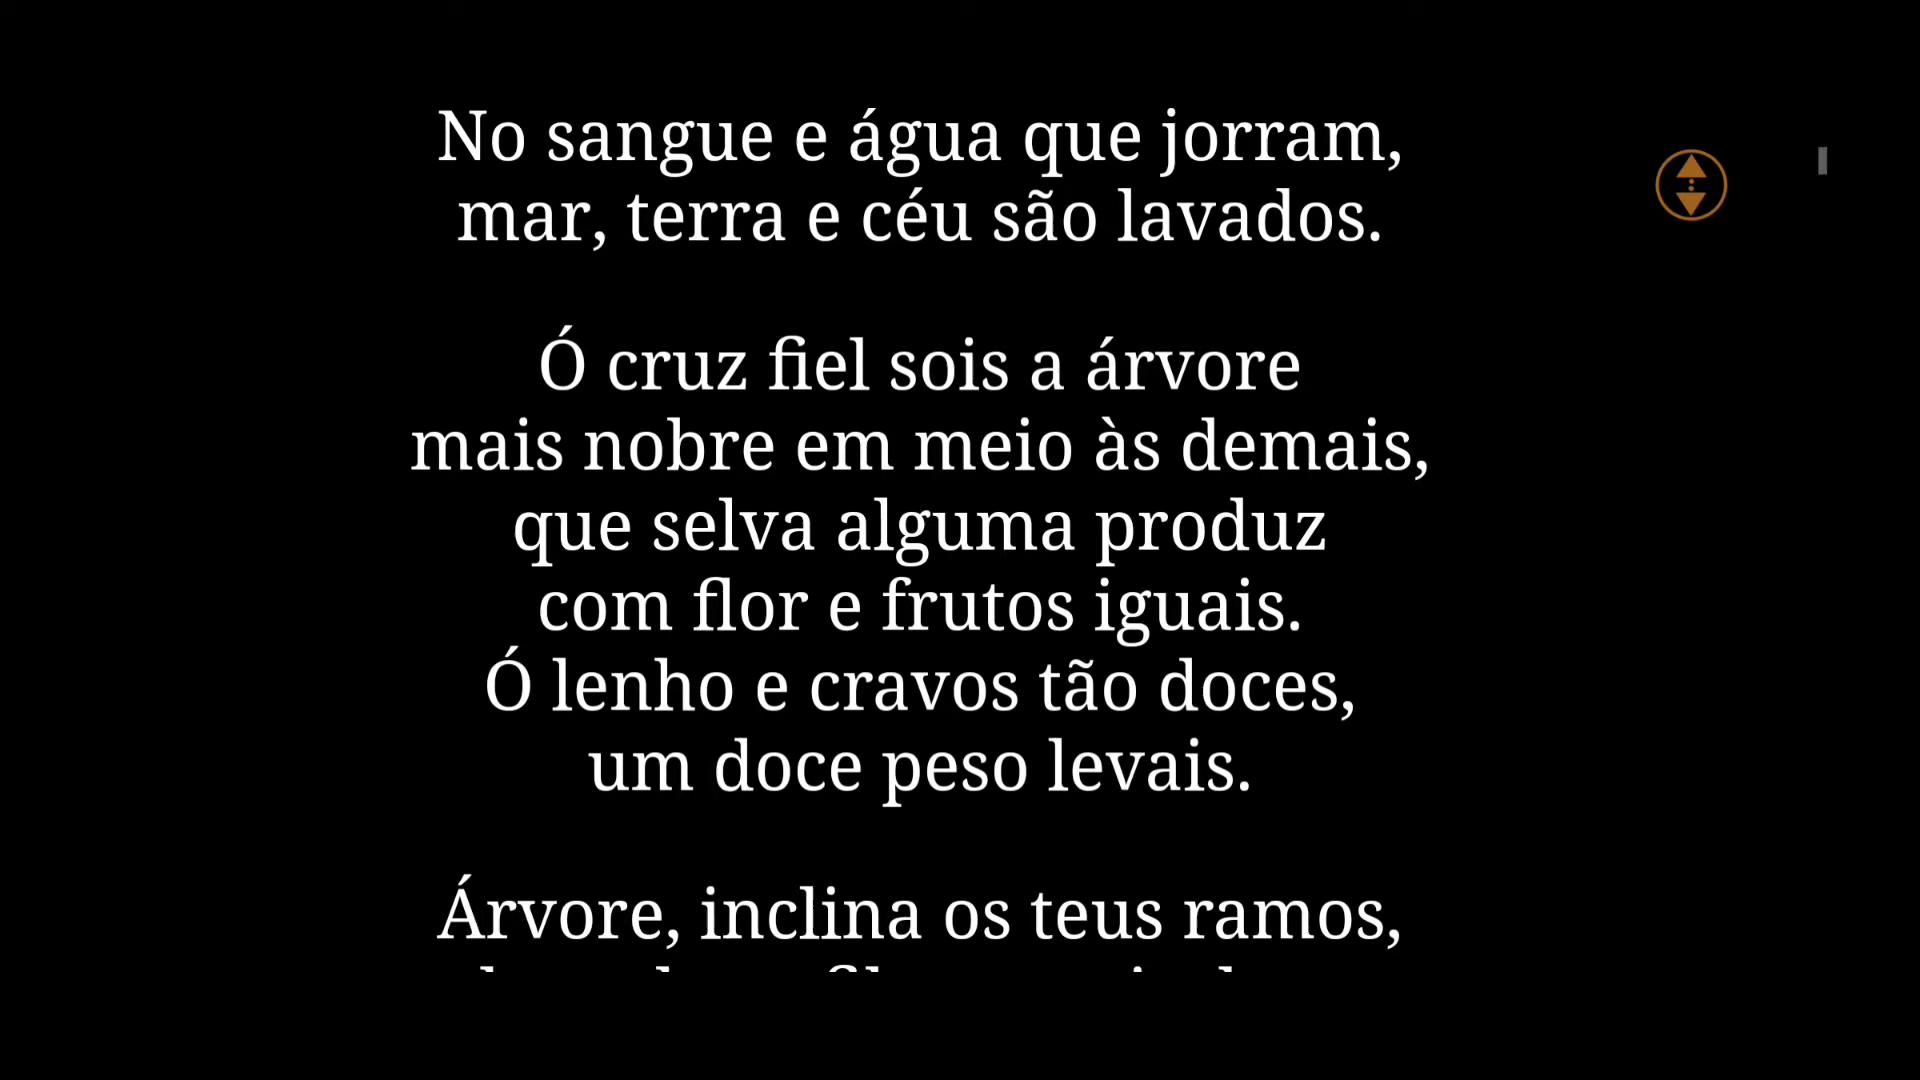 No sangue e água que jorram,
mar, terra e céu são lavados.
Ó cruz fiel sois a árvore
mais nobre em meio às demais,
que selva alguma produz
com flor e frutos iguais.
Ó lenho e cravos tão doces,
um doce peso levais.
Árvore, inclina os teus ramos,